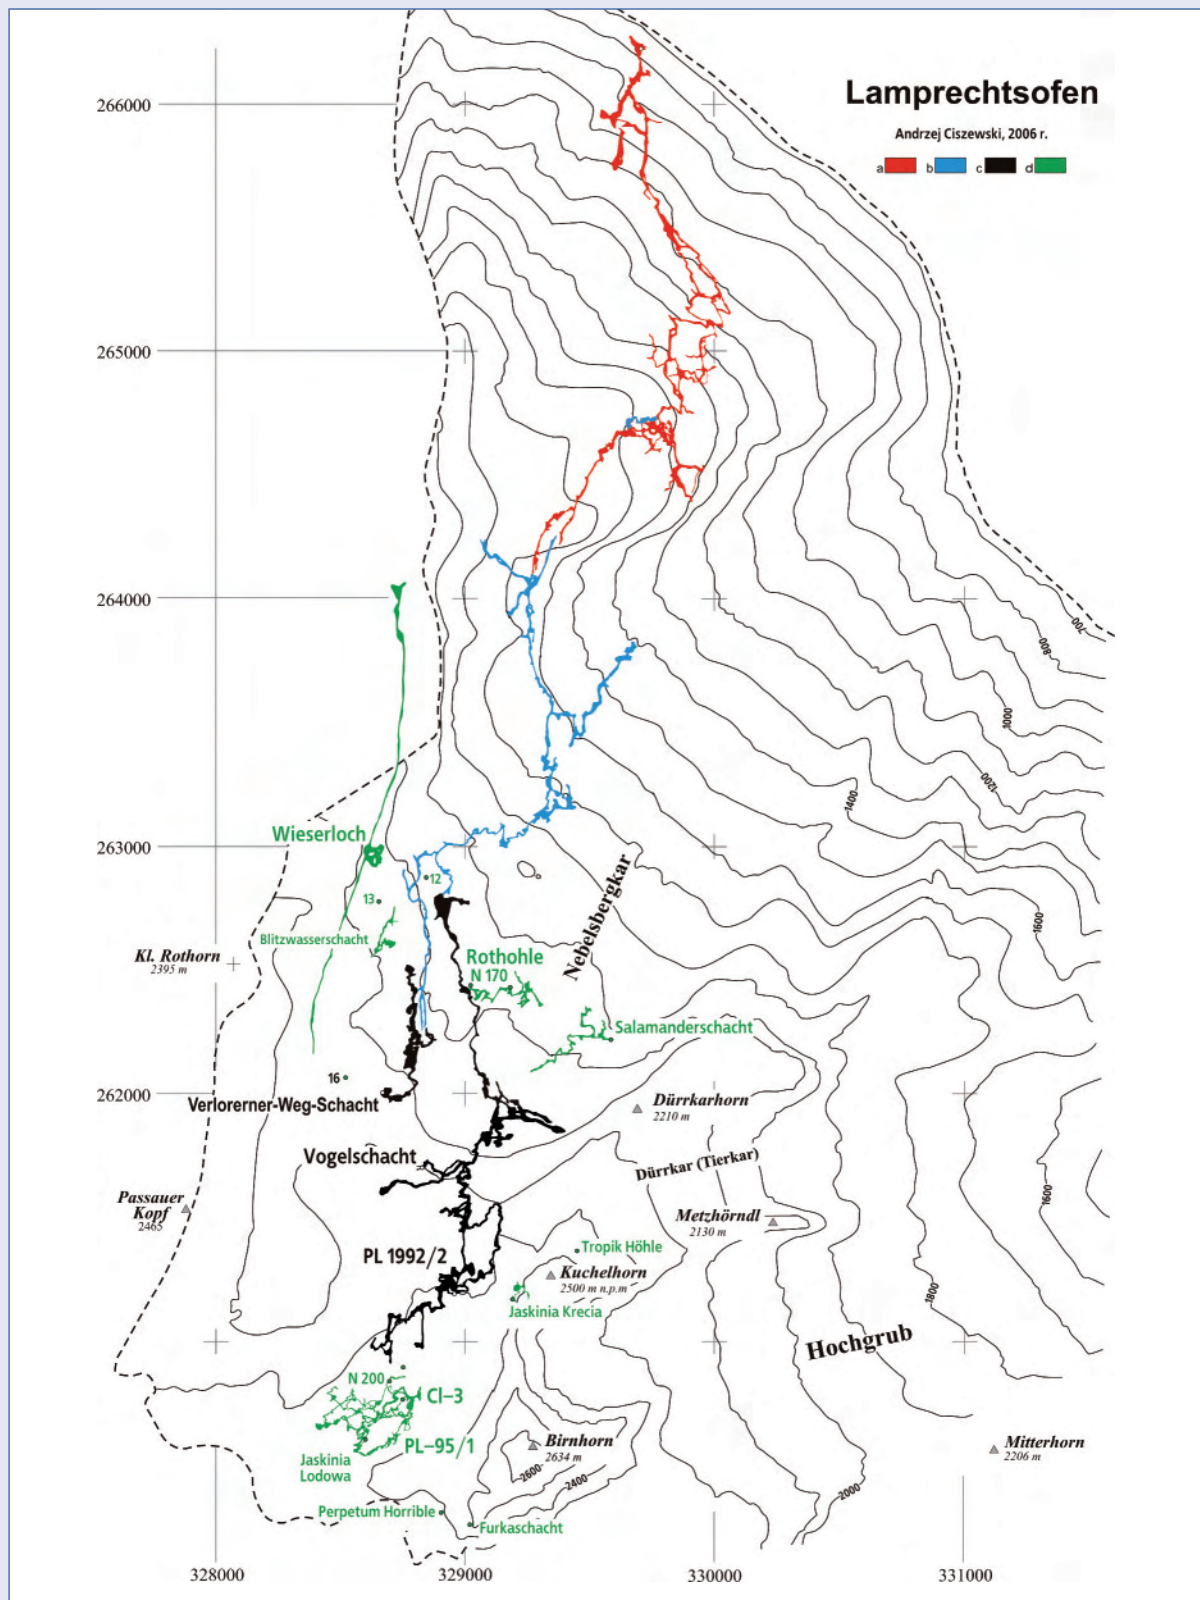 Lamprechtsofen
Andrzej Ciszewski, 2006 r.
a b c d
266000
265000
264000
263000
262000
700
800
1000
1200
1400
1600
Wieserloch
12
13
Blitzwasserschacht
Kl. Rothorn
2395 m
Nebelsbergkar
Rothohle
N 170
Salamanderschacht
16
Verlorerner-Weg-Schacht
Dürrkarhorn
2210 m
Vogelschacht
Dürrkar (Tierkar)
Passauer
Kopf
2465
Metzhörndl
2130 m
1600
PL 1992/2
Tropik Höhle
Kuchelhorn
2500 m n.p.m
Jaskinia Krecia
1800
Hochgrub
N 200
Cl-3
PL-95/1
Jaskinia
Lodowa
Birnhorn
2634 m
2600
2400
Mitterhorn
2206 m
2000
Perpetum Horrible
Furkaschacht
328000
329000
330000
331000